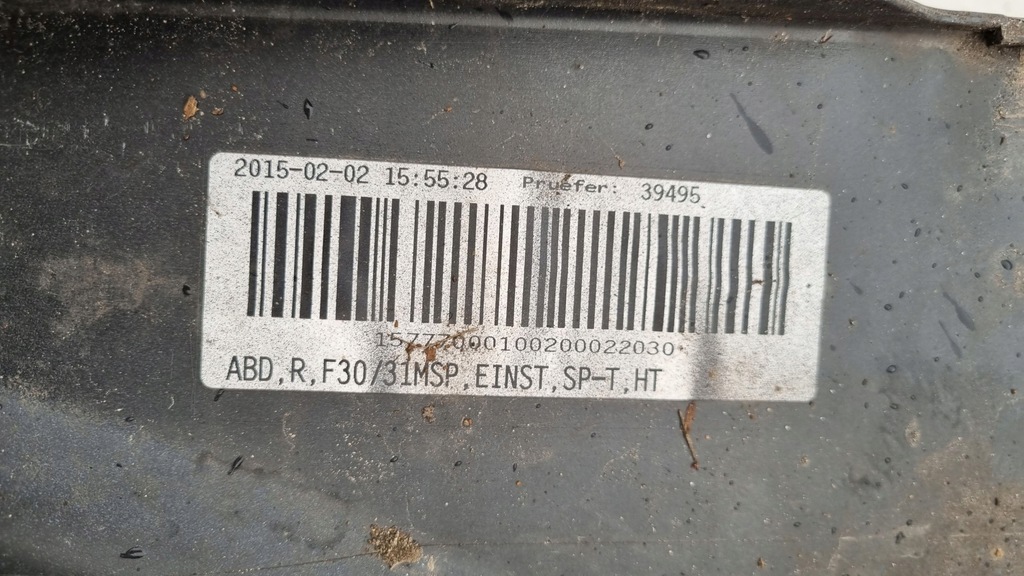 2015-02-02 15:55:28 Pruefer: 39495
15777000100200022030
ABD,R,F30/31MSP,EINST,SP-T,HT